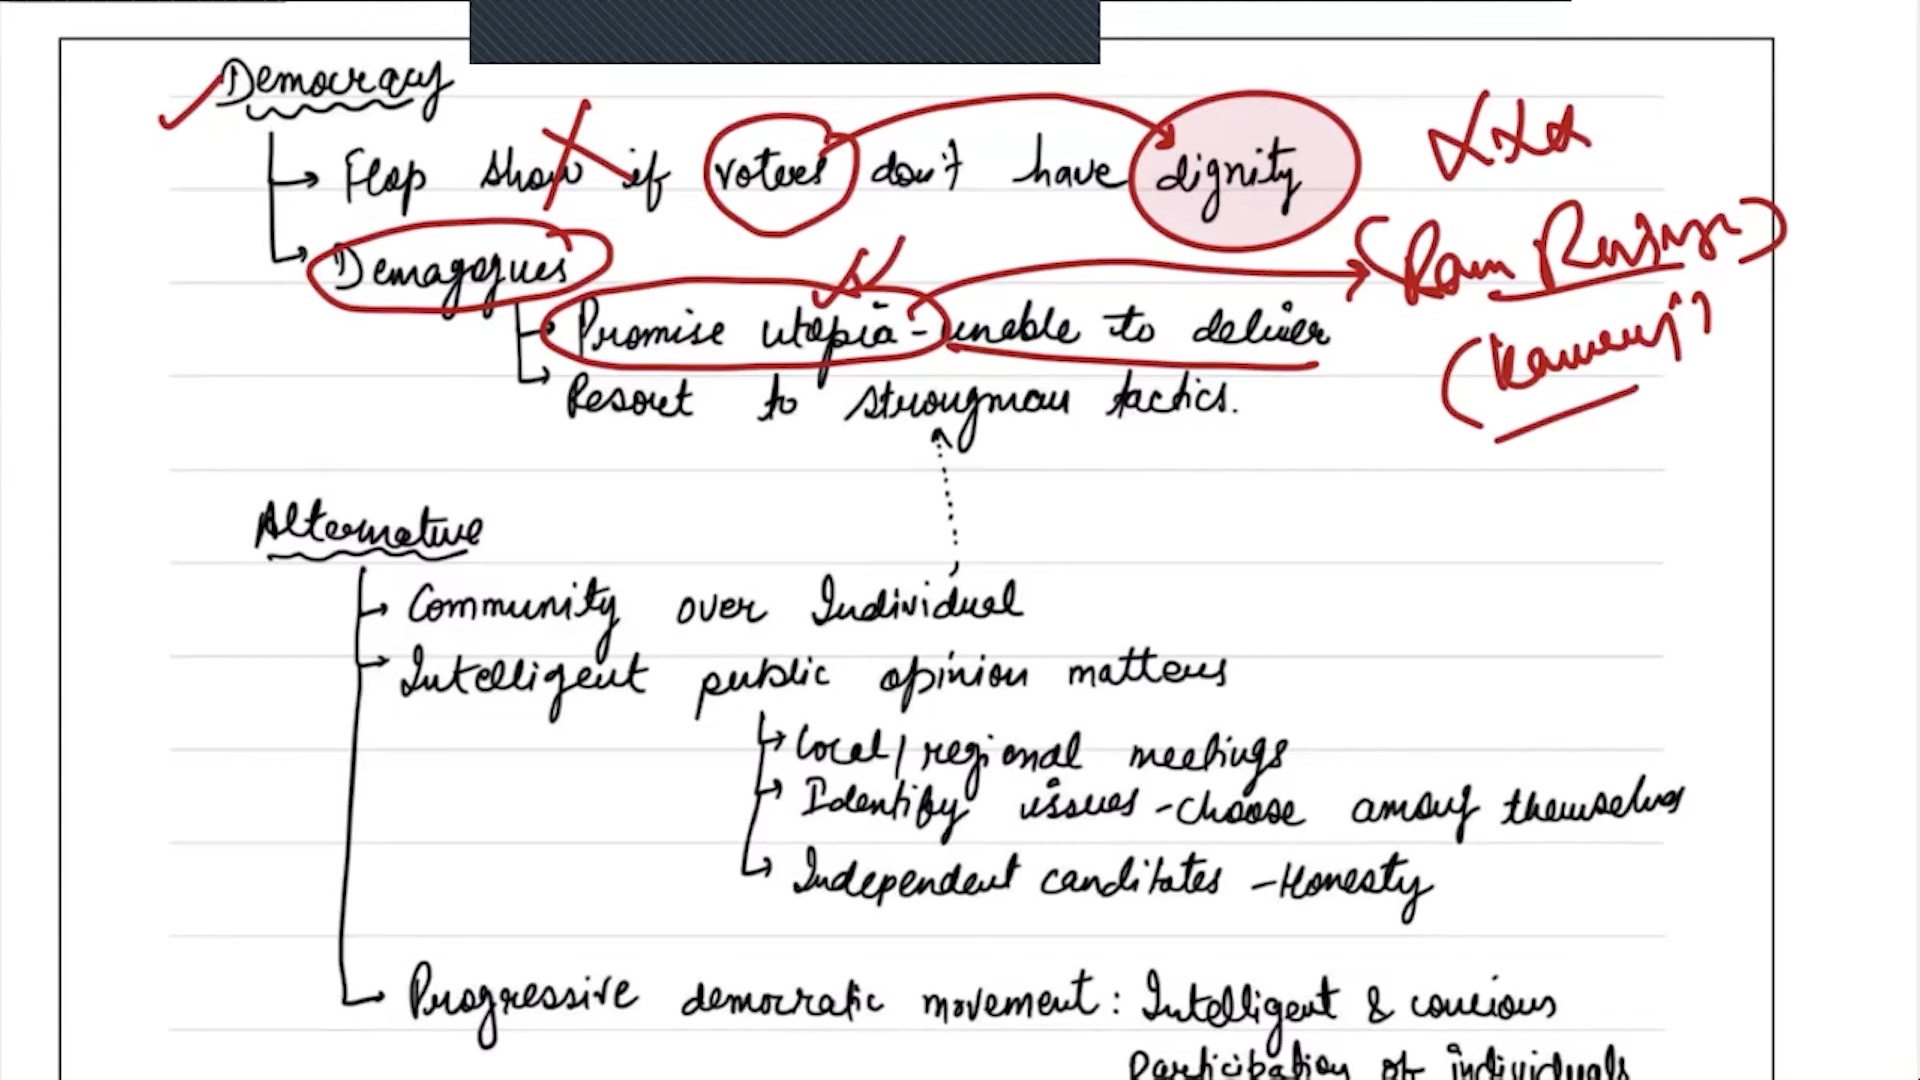 Democracy
Flop show if voters don't have dignity
Demagogues
Promise utopia - unable to deliver
Resort to strongman tactics.
Alternative
Community over Individual
Intelligent public opinion matters
Local/regional meetings
Identify issues - Choose among themselves
Independent candidates - Honesty
Progressive democratic movement : Intelligent & concious
Participation of individuals